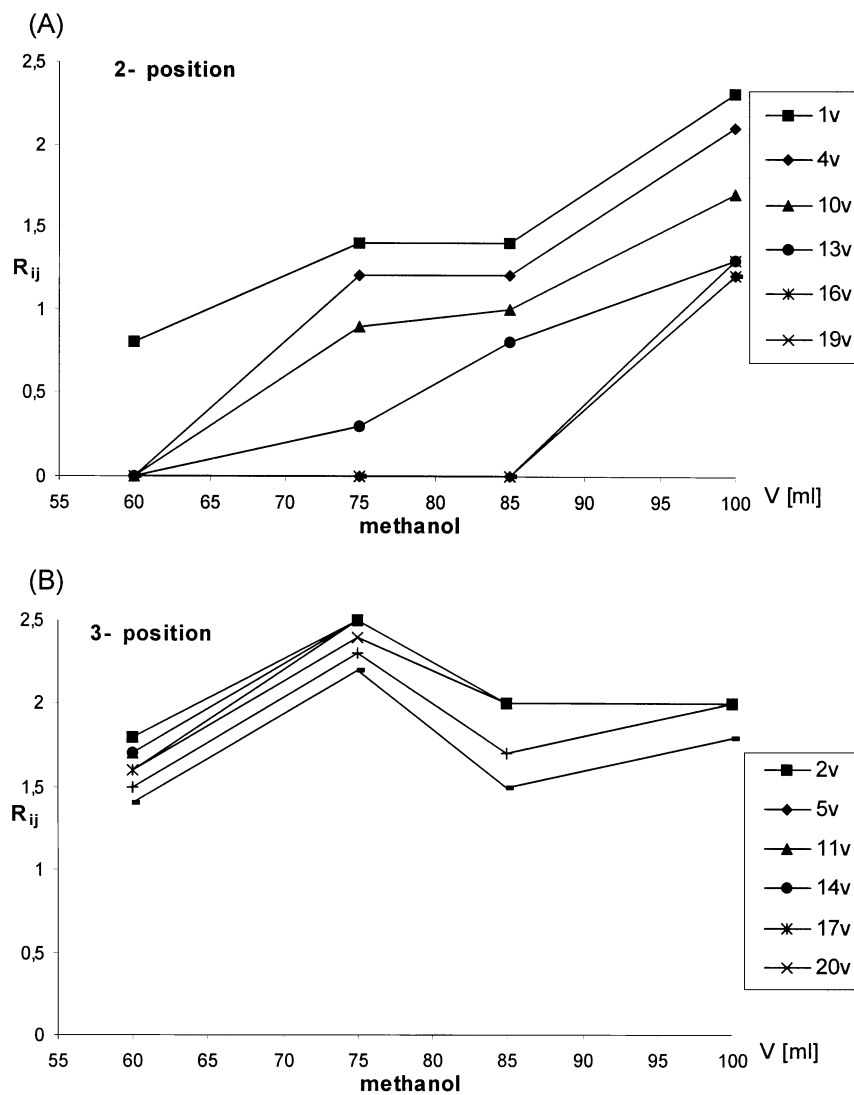 (A)
2- position
2,5
2
1,5
R ij
1
0,5
0
55 60 65 70 75 80 85 90 95 100 V [ml]
methanol
1v
4v
10v
13v
16v
19v
(B)
3- position
2,5
2
1,5
R ij
1
0,5
0
55 60 65 70 75 80 85 90 95 100 V [ml]
methanol
2v
5v
11v
14v
17v
20v